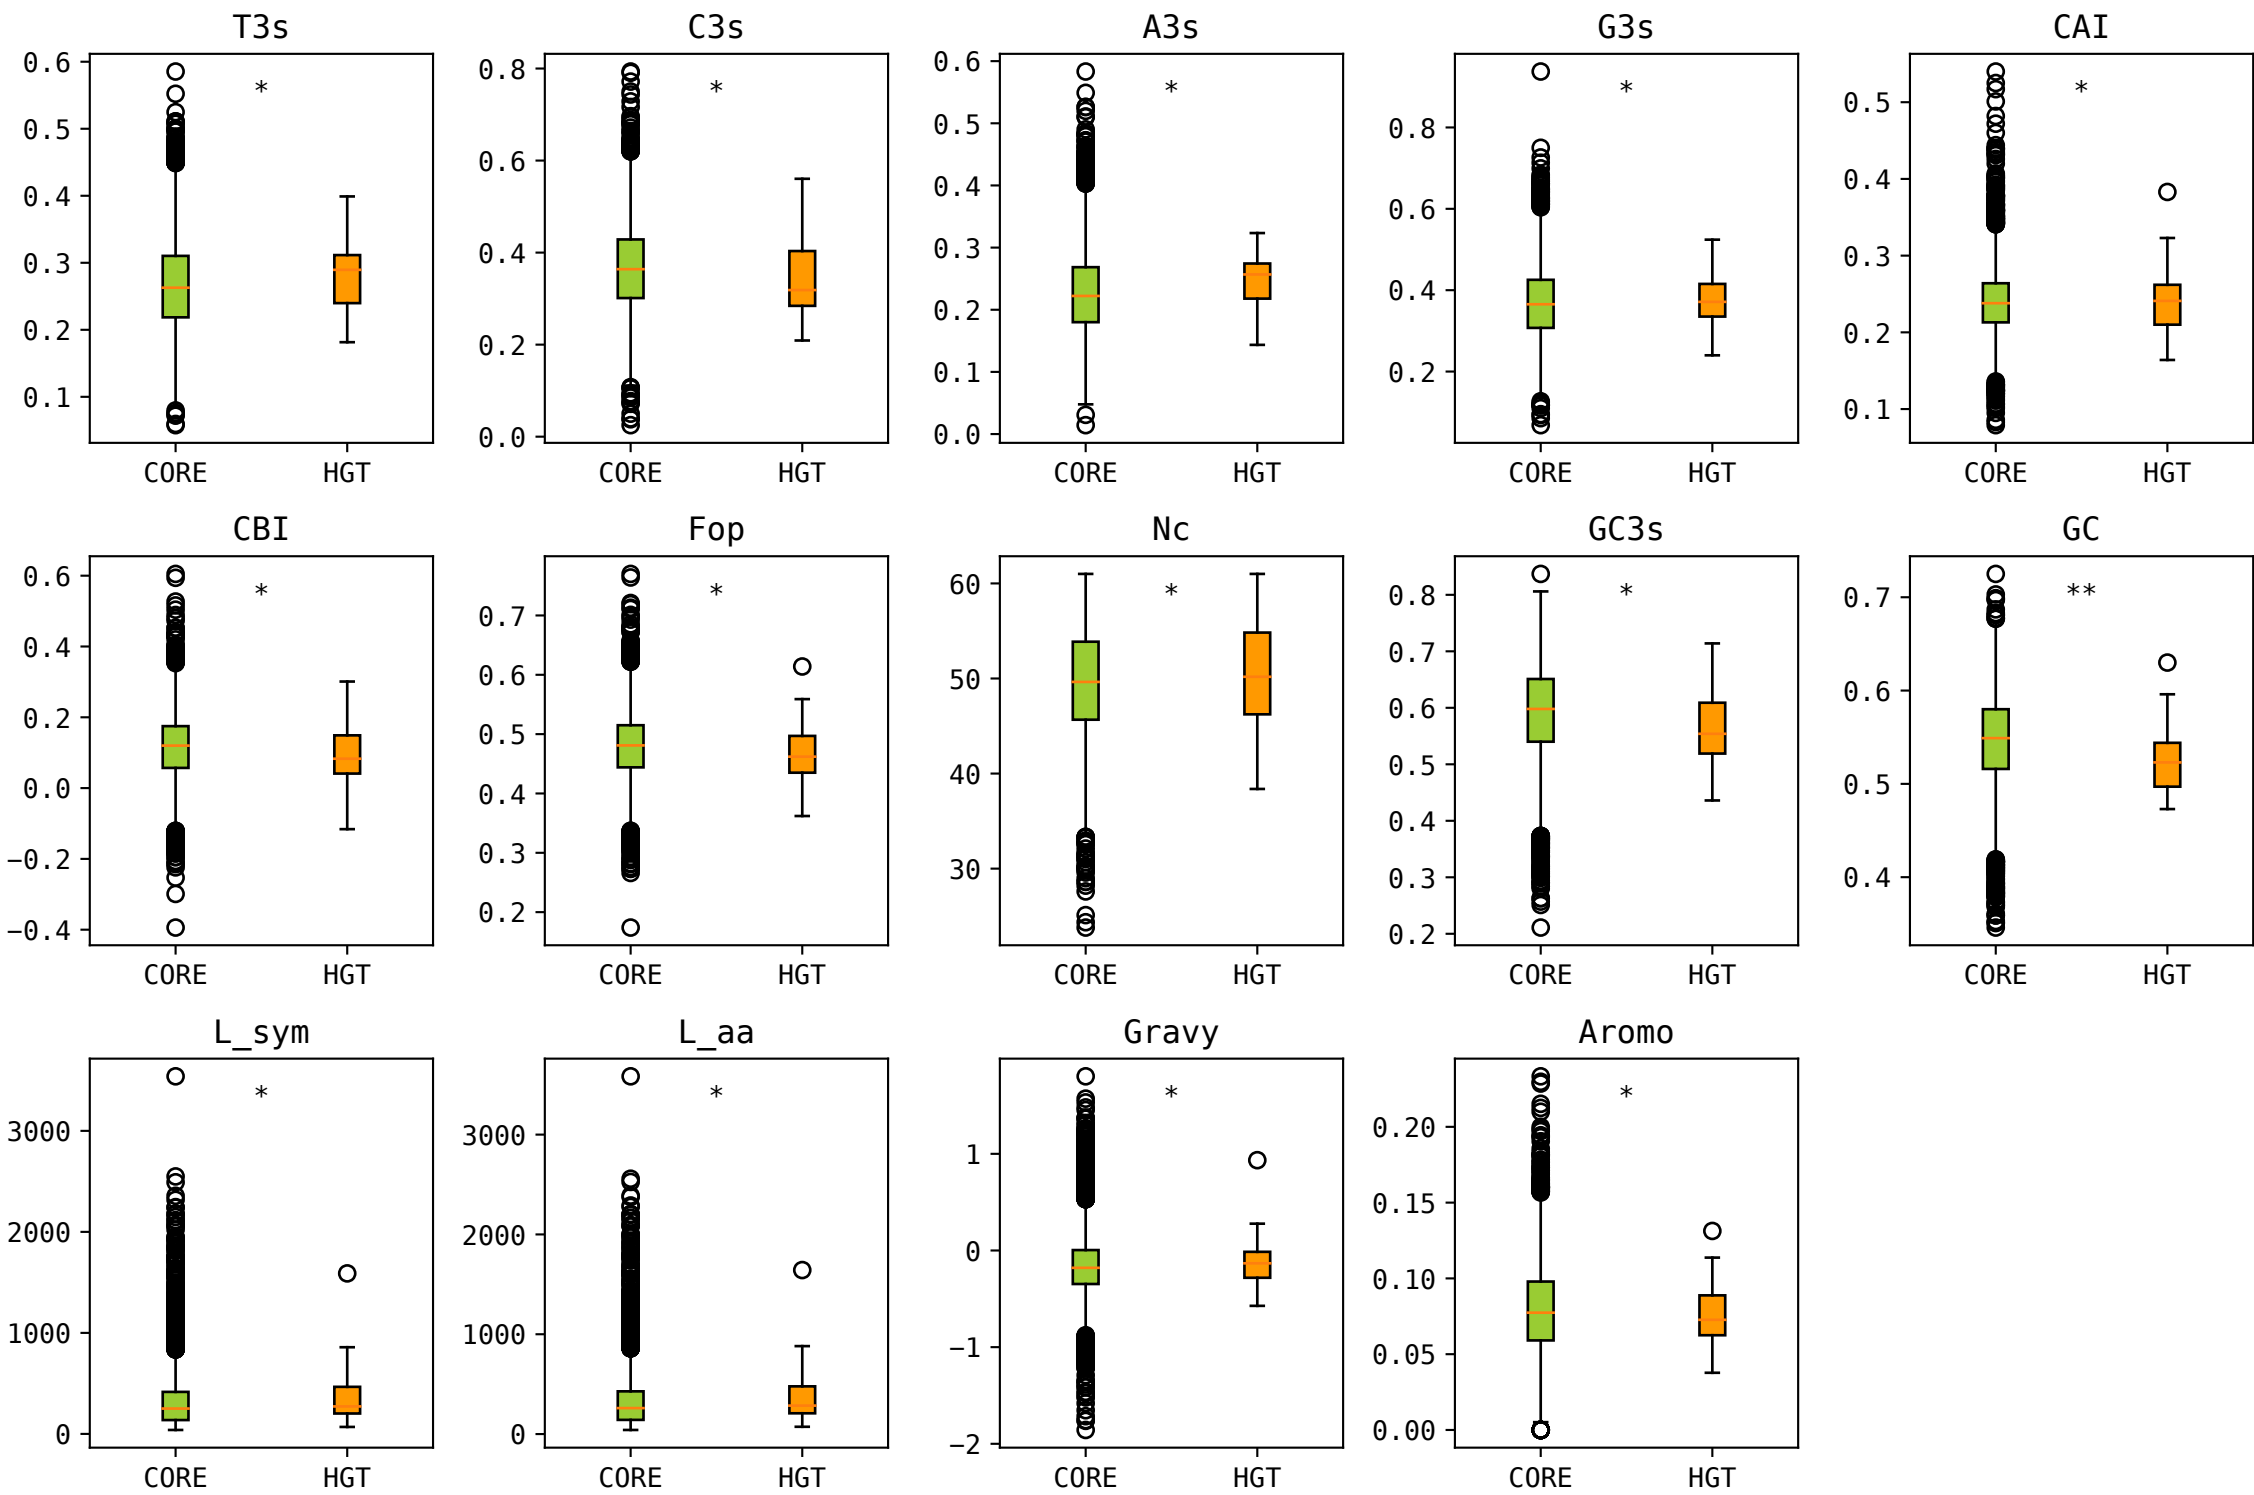 T3s C3s A3s G3s CAI
0.6 0.5 0.4 0.3 0.2 0.1 * CORE HGT
0.8 0.6 0.4 0.2 0.0 * CORE HGT
0.6 0.5 0.4 0.3 0.2 0.1 0.0 * CORE HGT
0.8 0.6 0.4 0.2 * CORE HGT
0.5 0.4 0.3 0.2 0.1 * CORE HGT
CBI Fop Nc GC3s GC
0.6 0.4 0.2 0.0 −0.2 −0.4 * CORE HGT
0.7 0.6 0.5 0.4 0.3 0.2 * CORE HGT
60 50 40 30 * CORE HGT
0.8 0.7 0.6 0.5 0.4 0.3 0.2 * CORE HGT
0.7 0.6 0.5 0.4 ** CORE HGT
L_sym L_aa Gravy Aromo
3000 2000 1000 0 * CORE HGT
3000 2000 1000 0 * CORE HGT
1 0 −1 −2 * CORE HGT
0.20 0.15 0.10 0.05 0.00 * CORE HGT